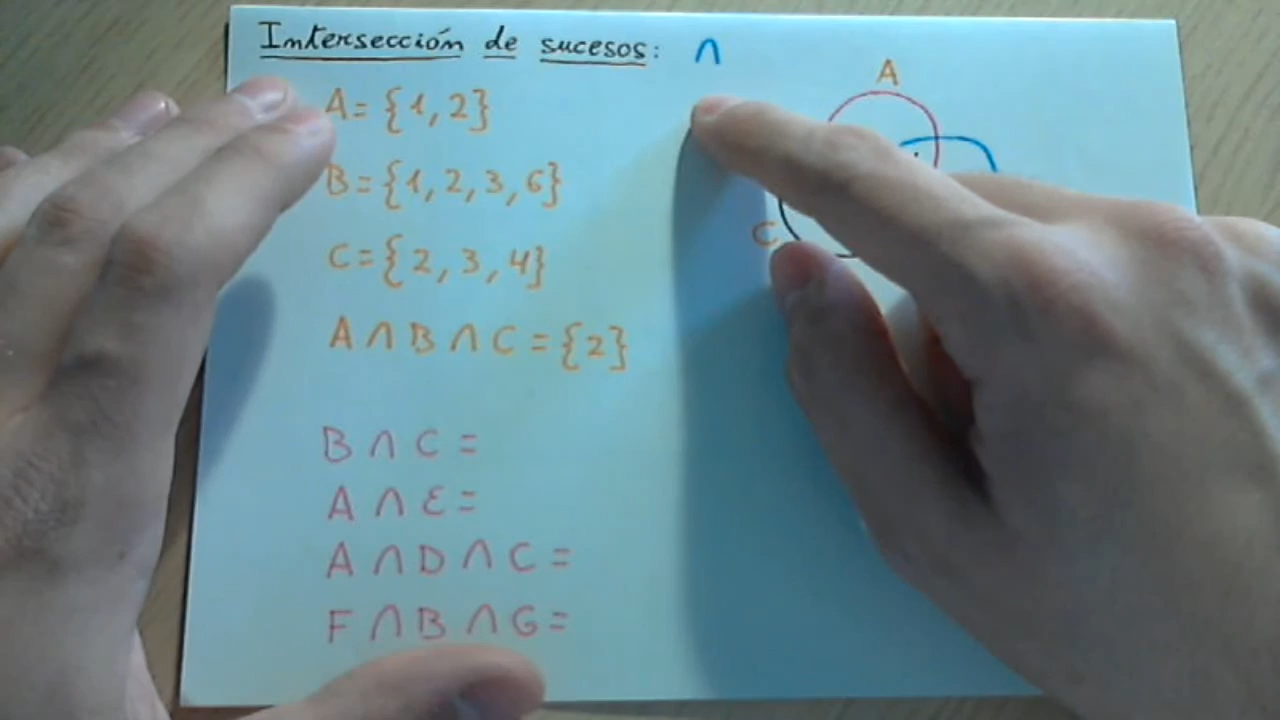 Intersección de sucesos: ∩
A
A = {1, 2}
B = {1, 2, 3, 6}
C
C = {2, 3, 4}
A ∩ B ∩ C = {2}
B ∩ C =
A ∩ E =
A ∩ D ∩ C =
F ∩ B ∩ G =